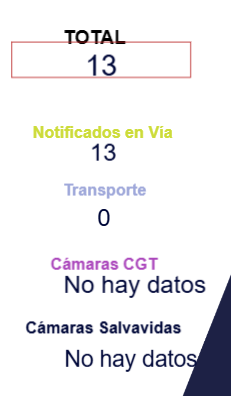 TOTAL
13
Notificados en Vía
13
Transporte
0
Cámaras CGT
No hay datos
Cámaras Salvavidas
No hay datos